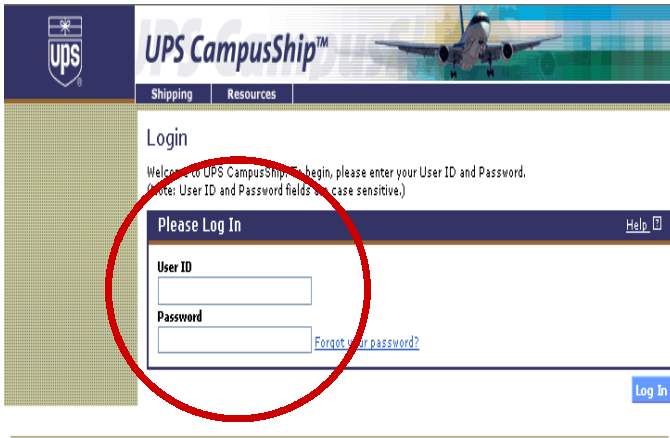 ups
UPS CampusShip™
Shipping Resources
Login
Welcome to UPS CampusShip. To begin, please enter your User ID and Password.
(Note: User ID and Password fields are case sensitive.)
Please Log In
Help ?
User ID
Password
Forgot your password?
Log In